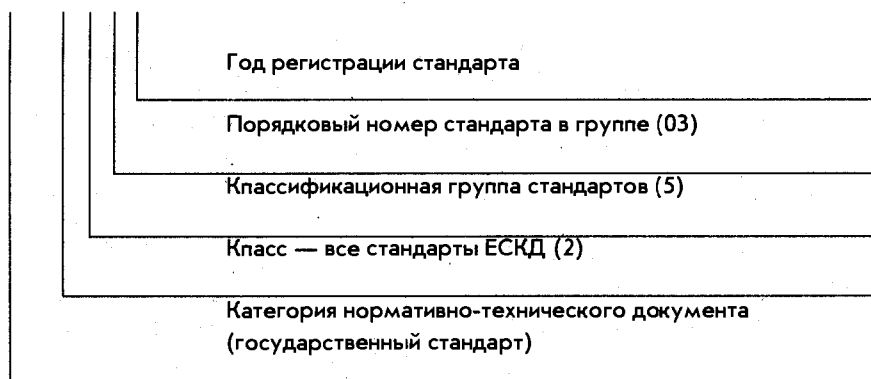 Год регистрации стандарта
Порядковый номер стандарта в группе (03)
Классификационная группа стандартов (5)
Класс — все стандарты ЕСКД (2)
Категория нормативно-технического документа
(государственный стандарт)